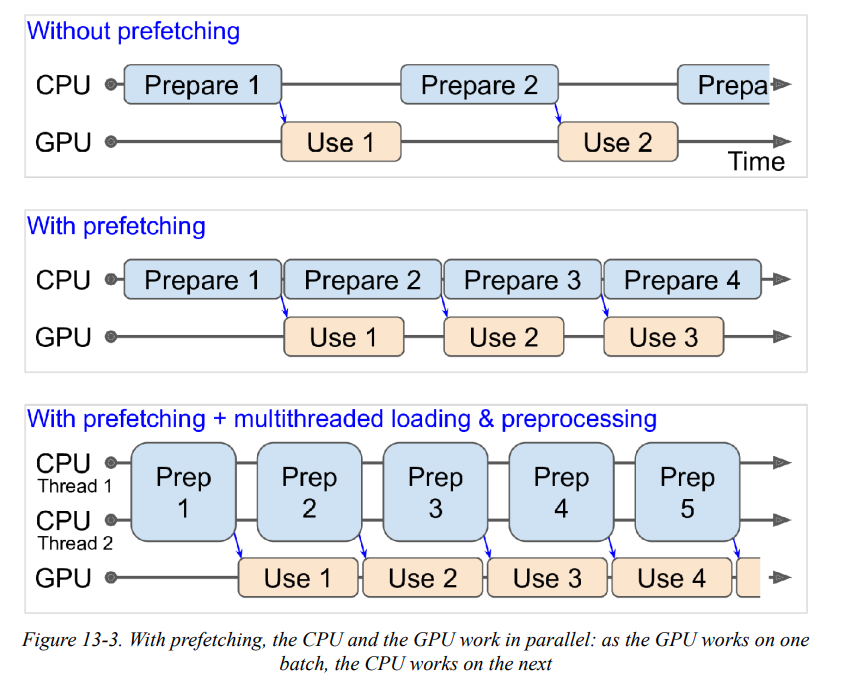 Without prefetching
CPU Prepare 1 Prepare 2 Prepa
GPU Use 1 Use 2
Time
With prefetching
CPU Prepare 1 Prepare 2 Prepare 3 Prepare 4
GPU Use 1 Use 2 Use 3
With prefetching + multithreaded loading & preprocessing
CPU
Thread 1
CPU
Thread 2
Prep
1
Prep
2
Prep
3
Prep
4
Prep
5
GPU Use 1 Use 2 Use 3 Use 4
Figure 13-3. With prefetching, the CPU and the GPU work in parallel: as the GPU works on one
batch, the CPU works on the next